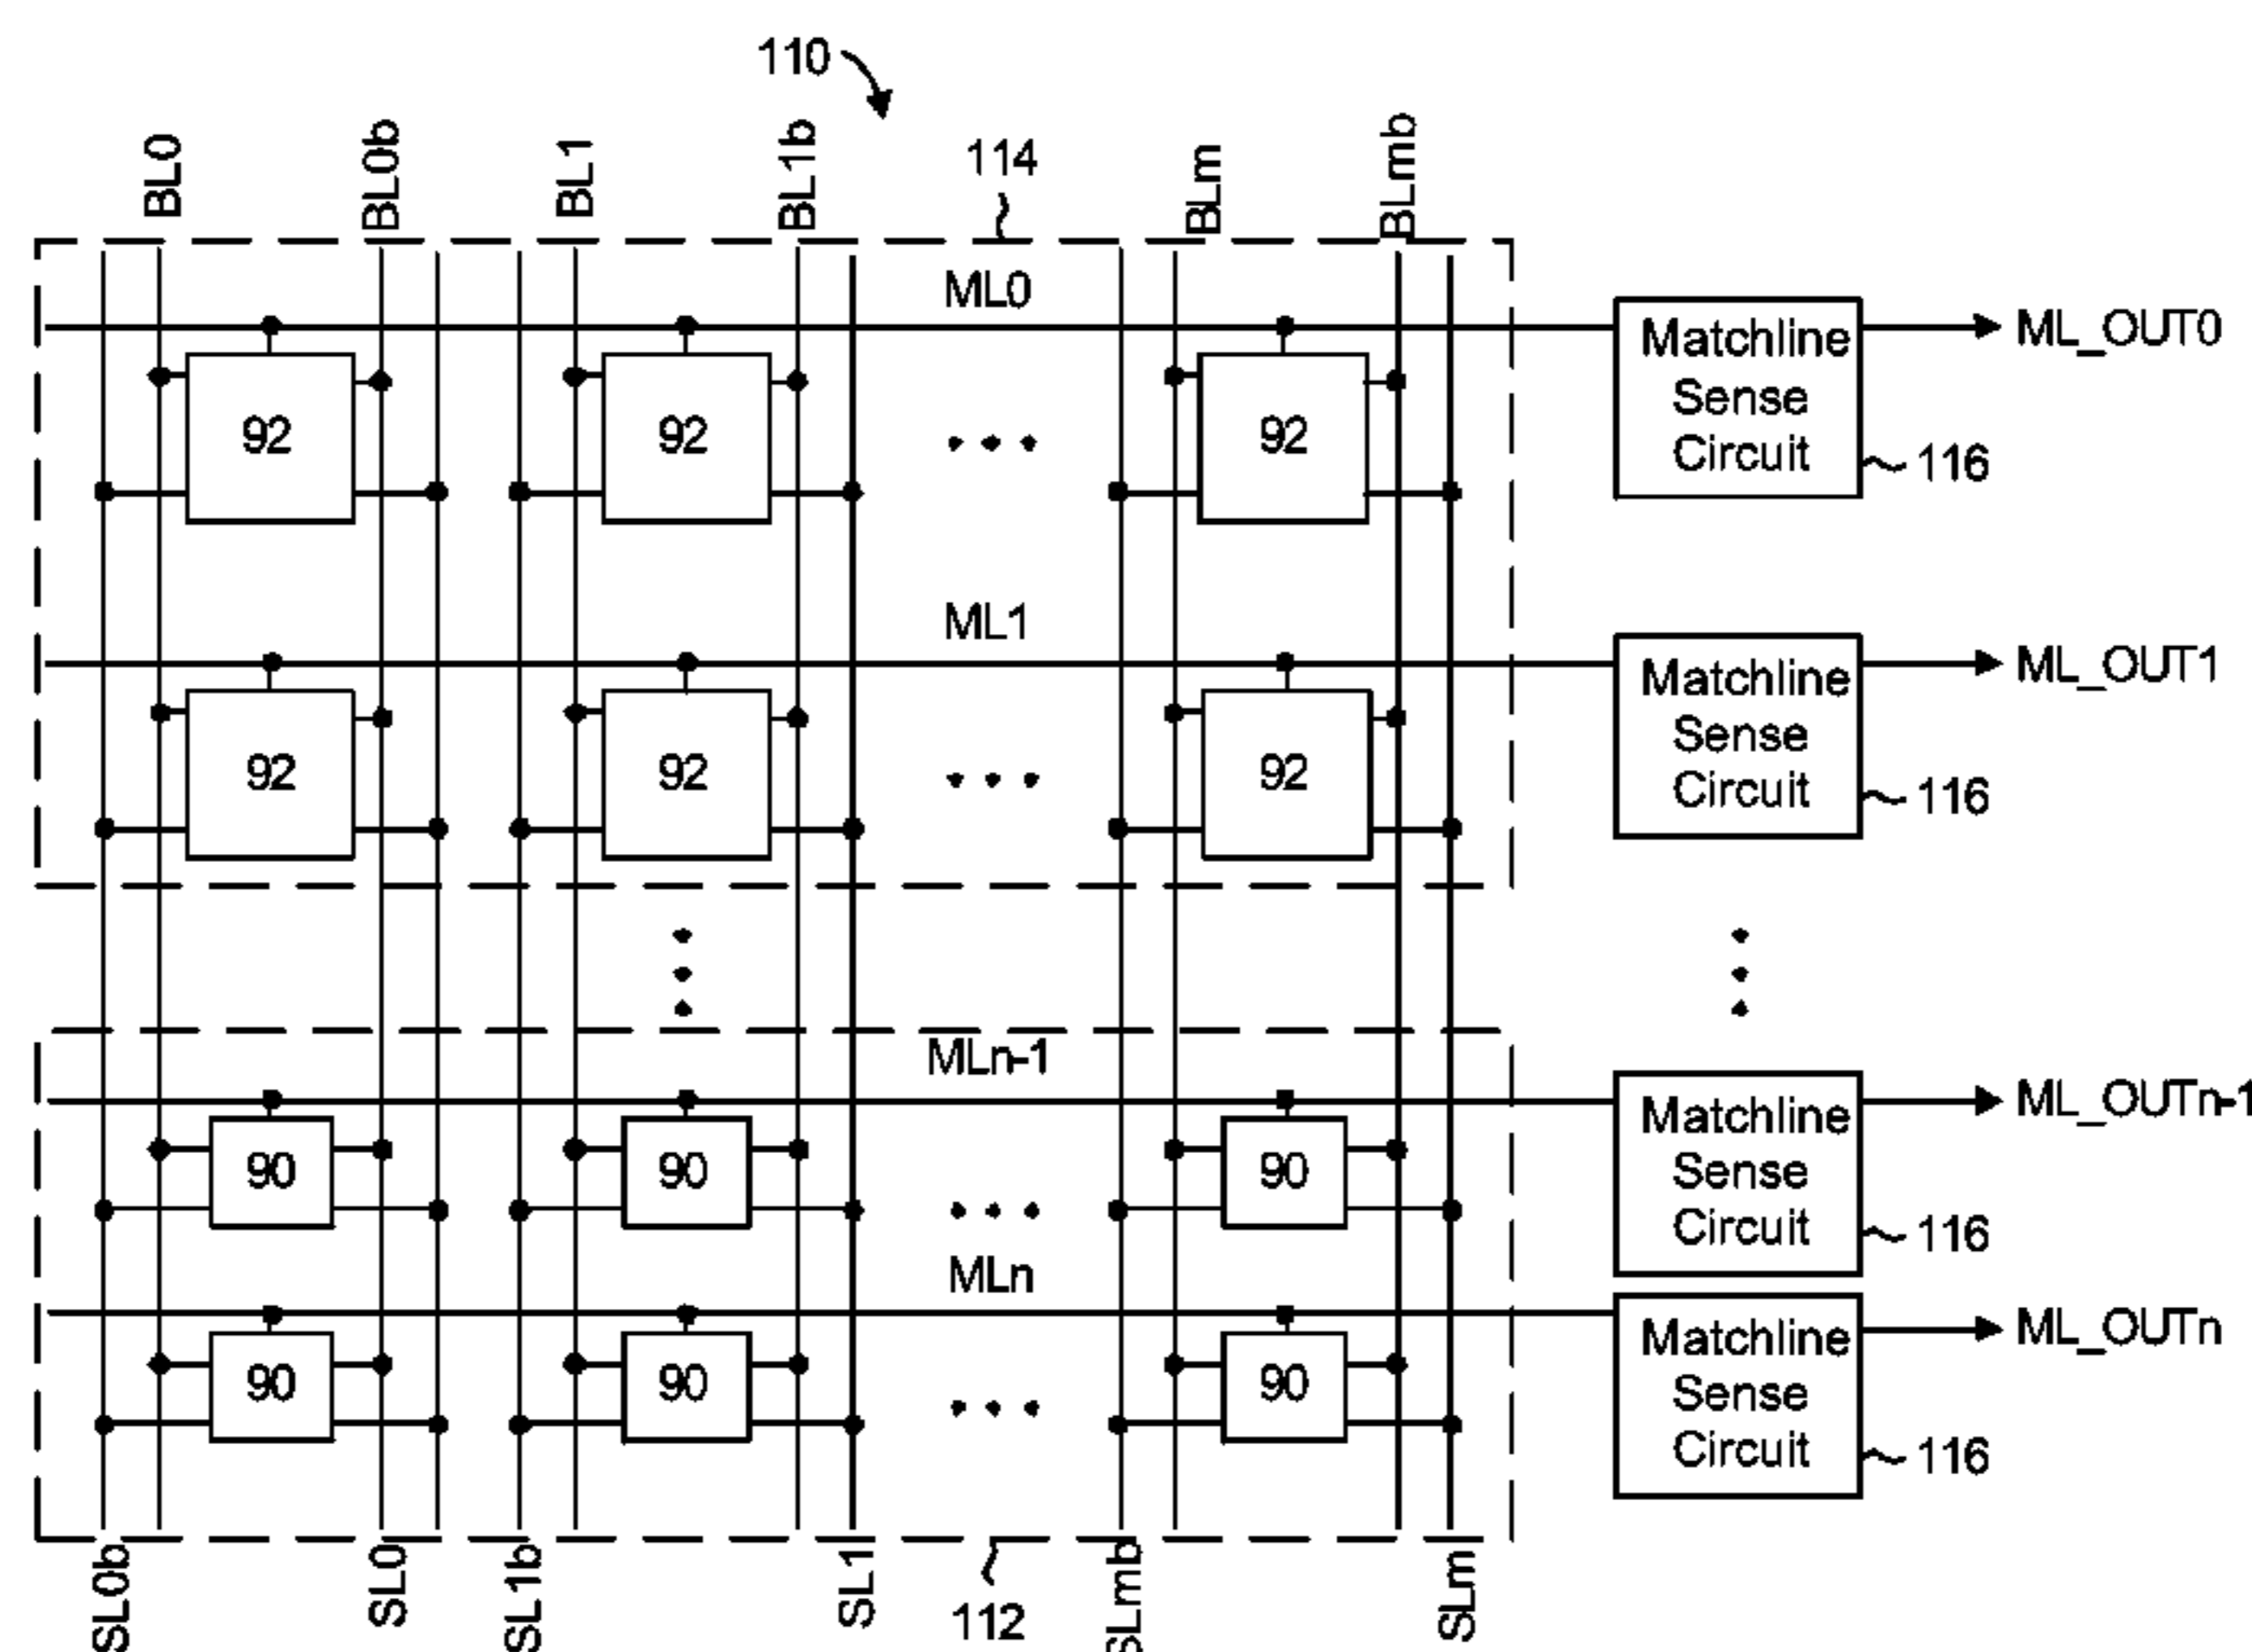 110
BL0
BL0b
BL1
BL1b
114
BLm
BLmb
ML0
Matchline
Sense
Circuit
ML_OUT0
116
92
92
92
ML1
Matchline
Sense
Circuit
ML_OUT1
116
92
92
92
MLn-1
Matchline
Sense
Circuit
ML_OUTn-1
116
90
90
90
MLn
Matchline
Sense
Circuit
ML_OUTn
116
90
90
90
SL0b
SL0
SL1b
SL1
112
SLmb
SLm